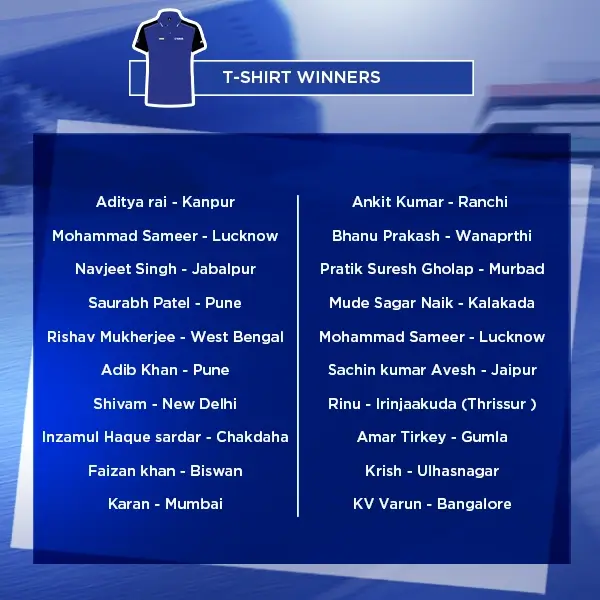 T-SHIRT WINNERS
Aditya rai - Kanpur
Mohammad Sameer - Lucknow
Navjeet Singh - Jabalpur
Saurabh Patel - Pune
Rishav Mukherjee - West Bengal
Adib Khan - Pune
Shivam - New Delhi
Inzamul Haque sardar - Chakdaha
Faizan khan - Biswan
Karan - Mumbai
Ankit Kumar - Ranchi
Bhanu Prakash - Wanaprthi
Pratik Suresh Gholap - Murbad
Mude Sagar Naik - Kalakada
Mohammad Sameer - Lucknow
Sachin kumar Avesh - Jaipur
Rinu - Irinjaakuda (Thrissur )
Amar Tirkey - Gumla
Krish - Ulhasnagar
KV Varun - Bangalore